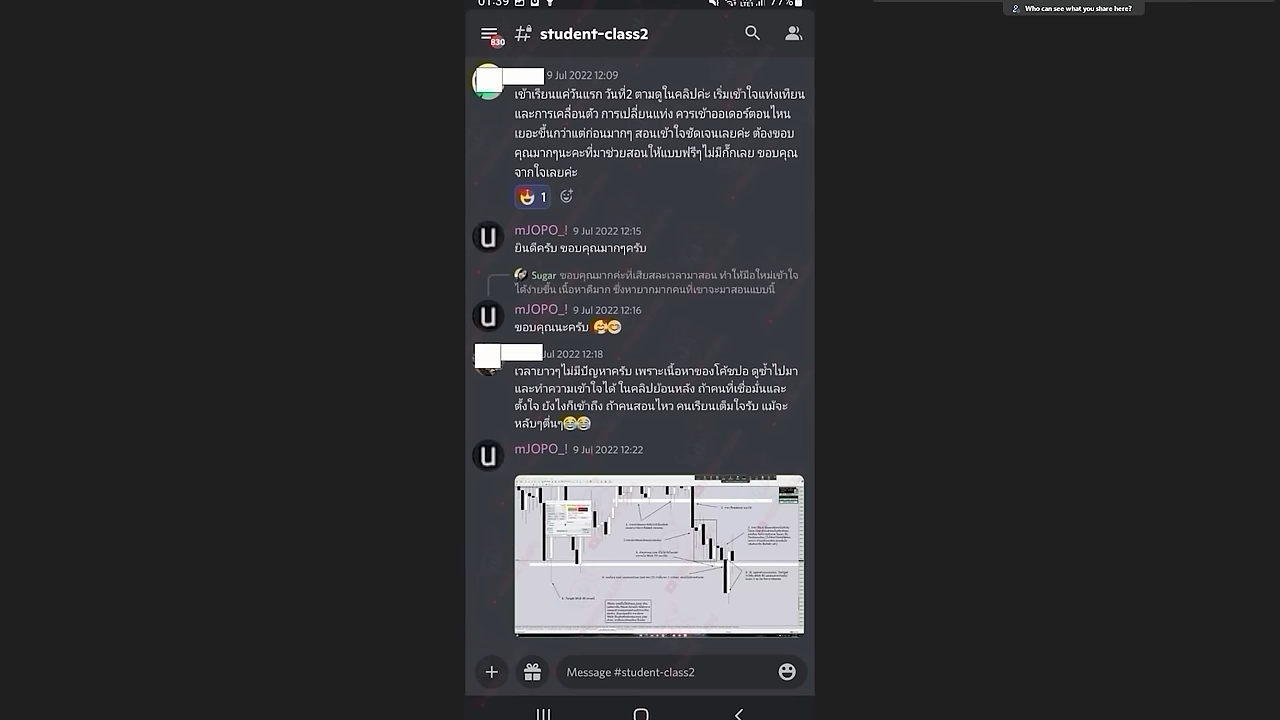 01:39
77%
Who can see what you share here?
830
student-class2
9 Jul 2022 12:09
เข้าเรียนแค่วันแรก วันที่2 ตามดูในคลิปค่ะ เริ่มเข้าใจแท่งเทียน
และการเคลื่อนตัว การเปลี่ยนแท่ง ควรเข้าออเดอร์ตอนไหน
เยอะขึ้นกว่าแต่ก่อนมากๆ สอนเข้าใจชัดเจนเลยค่ะ ต้องขอบ
คุณมากๆนะคะที่มาช่วยสอนให้แบบฟรีๆไม่มีกั๊กเลย ขอบคุณ
จากใจเลยค่ะ
1
mJOPO_! 9 Jul 2022 12:15
ยินดีครับ ขอบคุณมากๆครับ
Sugar ขอบคุณมากค่ะที่เสียสละเวลามาสอน ทำให้มือใหม่เข้าใจ
ได้ง่ายขึ้น เนื้อหาดีมาก ซึ่งหายากมากคนที่เขาจะมาสอนแบบนี้
mJOPO_! 9 Jul 2022 12:16
ขอบคุณนะครับ
Jul 2022 12:18
เวลายาวๆไม่มีปัญหาครับ เพราะเนื้อหาของโค้ชปอ ดูซ้ำไปมา
และทำความเข้าใจได้ ในคลิปย้อนหลัง ถ้าคนที่เชื่อมั่นและ
ตั้งใจ ยังไงก็เข้าถึง ถ้าคนสอนไหว คนเรียนเต็มใจรับ แม้จะ
หลับๆตื่นๆ
mJOPO_! 9 Jul 2022 12:22
Message #student-class2